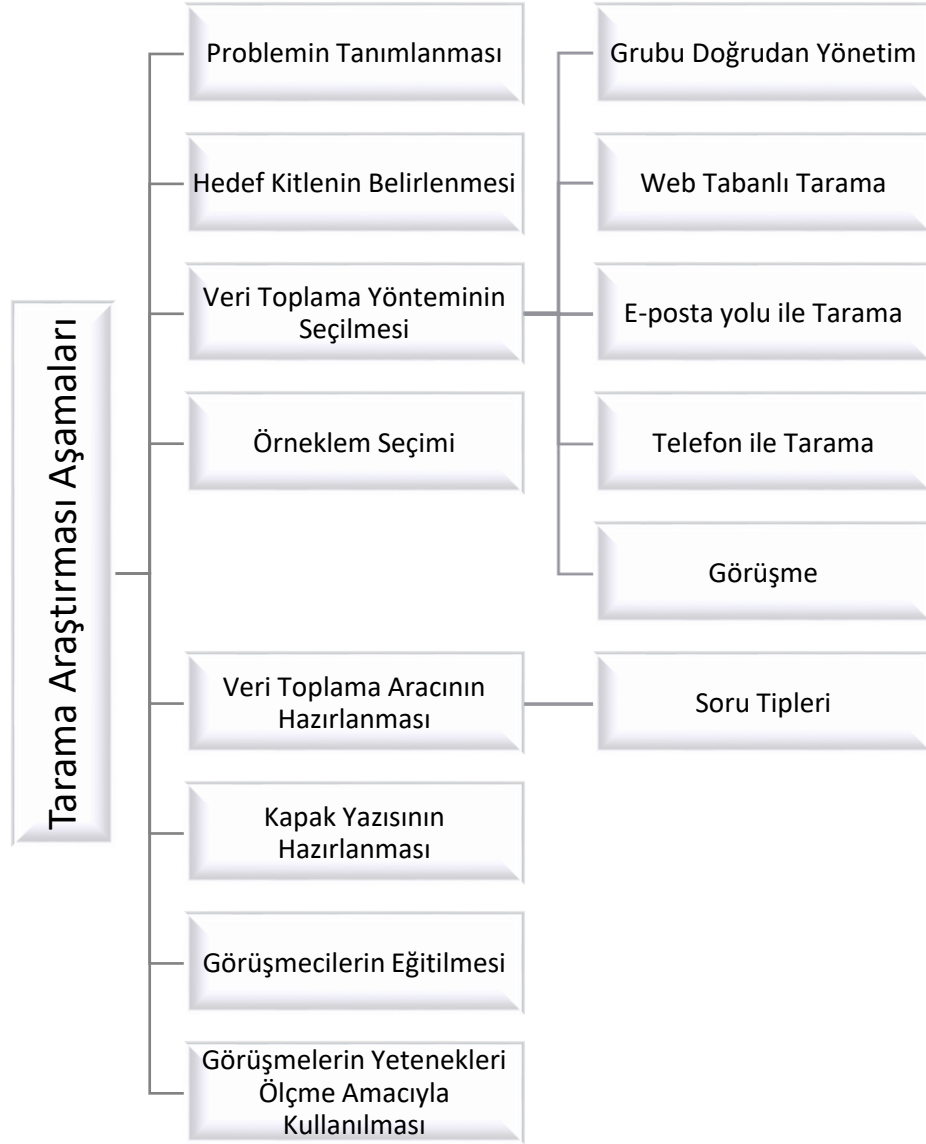 Tarama Araştırması Aşamaları
Problemin Tanımlanması
Hedef Kitlenin Belirlenmesi
Veri Toplama Yönteminin
Seçilmesi
Grubu Doğrudan Yönetim
Web Tabanlı Tarama
E-posta yolu ile Tarama
Telefon ile Tarama
Görüşme
Örneklem Seçimi
Veri Toplama Aracının
Hazırlanması
Soru Tipleri
Kapak Yazısının
Hazırlanması
Görüşmecilerin Eğitilmesi
Görüşmelerin Yetenekleri
Ölçme Amacıyla
Kullanılması